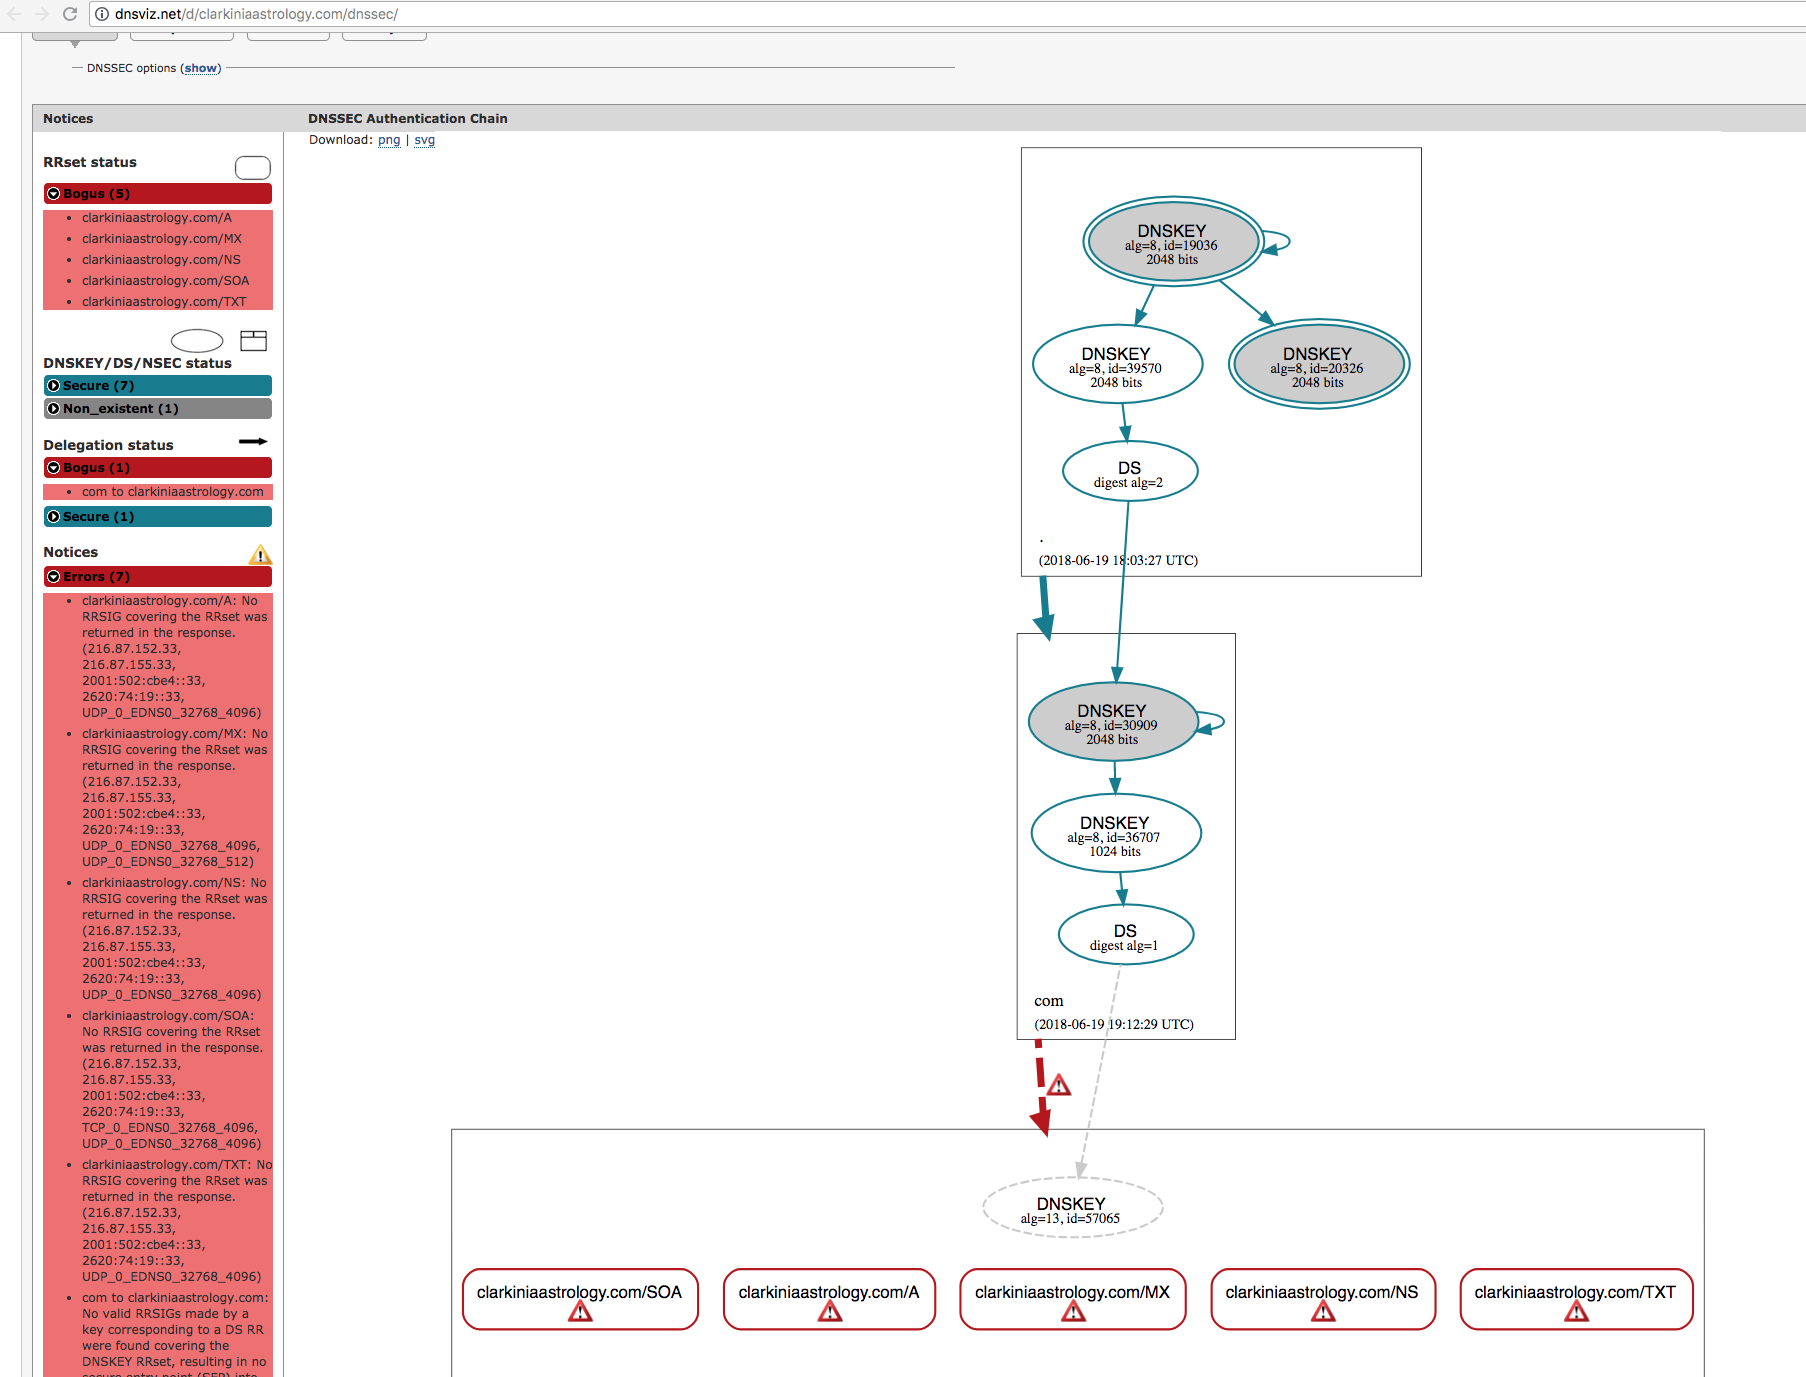 dnsviz.net/d/clarkiniaastrology.com/dnssec/
DNSSEC options (show)
Notices
DNSSEC Authentication Chain
Download: png | svg
RRset status
Bogus (5)
clarkiniaastrology.com/A
clarkiniaastrology.com/MX
clarkiniaastrology.com/NS
clarkiniaastrology.com/SOA
clarkiniaastrology.com/TXT
DNSKEY/DS/NSEC status
Secure (7)
Non_existent (1)
Delegation status
Bogus (1)
com to clarkiniaastrology.com
Secure (1)
Notices
Errors (7)
clarkiniaastrology.com/A: No
RRSIG covering the RRset was
returned in the response.
(216.87.152.33,
216.87.155.33,
2001:502:cbe4::33,
2620:74:19::33,
UDP_0_EDNS0_32768_4096)
clarkiniaastrology.com/MX: No
RRSIG covering the RRset was
returned in the response.
(216.87.152.33,
216.87.155.33,
2001:502:cbe4::33,
2620:74:19::33,
UDP_0_EDNS0_32768_4096,
UDP_0_EDNS0_32768_512)
clarkiniaastrology.com/NS: No
RRSIG covering the RRset was
returned in the response.
(216.87.152.33,
216.87.155.33,
2001:502:cbe4::33,
2620:74:19::33,
UDP_0_EDNS0_32768_4096)
clarkiniaastrology.com/SOA:
No RRSIG covering the RRset
was returned in the response.
(216.87.152.33,
216.87.155.33,
2001:502:cbe4::33,
2620:74:19::33,
TCP_0_EDNS0_32768_4096,
UDP_0_EDNS0_32768_4096)
clarkiniaastrology.com/TXT: No
RRSIG covering the RRset was
returned in the response.
(216.87.152.33,
216.87.155.33,
2001:502:cbe4::33,
2620:74:19::33,
UDP_0_EDNS0_32768_4096)
com to clarkiniaastrology.com:
No valid RRSIGs made by a
key corresponding to a DS RR
were found covering the
DNSKEY RRset, resulting in no
secure entry point (SEP) into
DNSKEY
alg=8, id=19036
2048 bits
DNSKEY
alg=8, id=39570
2048 bits
DNSKEY
alg=8, id=20326
2048 bits
DS
digest alg=2
.
(2018-06-19 18:03:27 UTC)
DNSKEY
alg=8, id=30909
2048 bits
DNSKEY
alg=8, id=36707
1024 bits
DS
digest alg=1
com
(2018-06-19 19:12:29 UTC)
DNSKEY
alg=13, id=57065
clarkiniaastrology.com/SOA
clarkiniaastrology.com/A
clarkiniaastrology.com/MX
clarkiniaastrology.com/NS
clarkiniaastrology.com/TXT